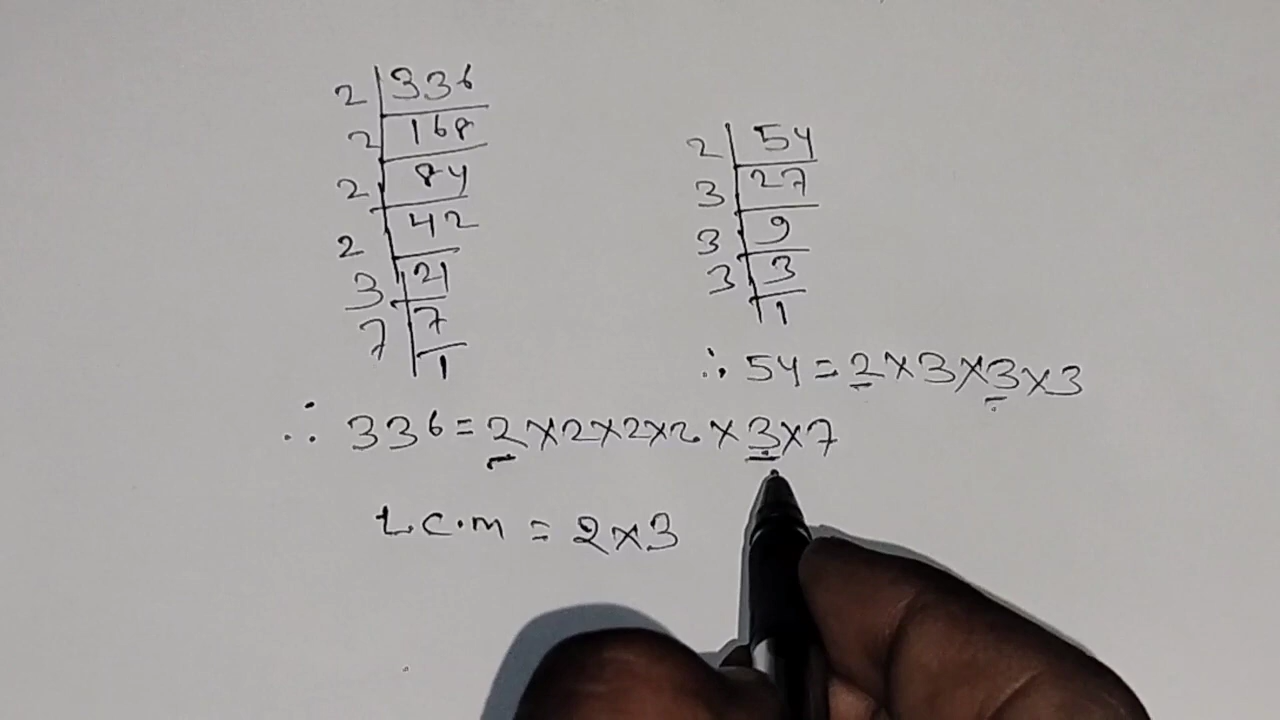 2 | 336
2 | 168
2 | 84
2 | 42
3 | 21
7 | 7
1
2 | 54
3 | 27
3 | 9
3 | 3
1
∴ 54 = 2×3×3×3
∴ 336 = 2×2×2×2×3×7
L.C.M = 2×3